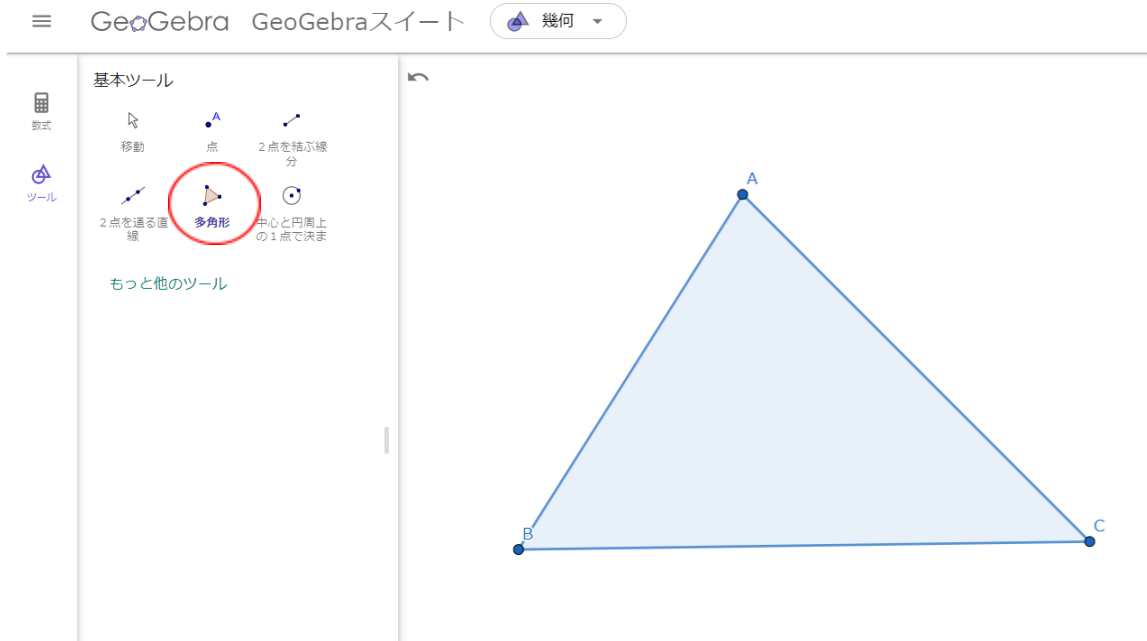 GeoGebra GeoGebraスイート 幾何
基本ツール
数式
ツール
移動
点
A
２点を結ぶ線
分
２点を通る直
線
多角形
中心と円周上
の１点で決ま
もっと他のツール
A
B
C